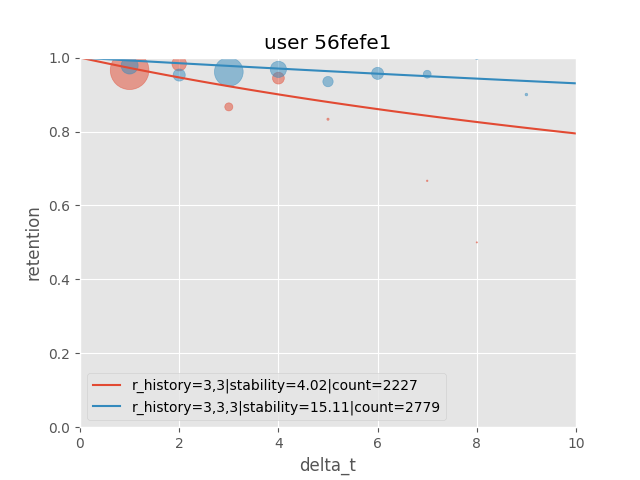 user 56fefe1
1.0
0.8
0.6
0.4
0.2
0.0
retention
r_history=3,3|stability=4.02|count=2227
r_history=3,3,3|stability=15.11|count=2779
0 2 4 6 8 10
delta_t